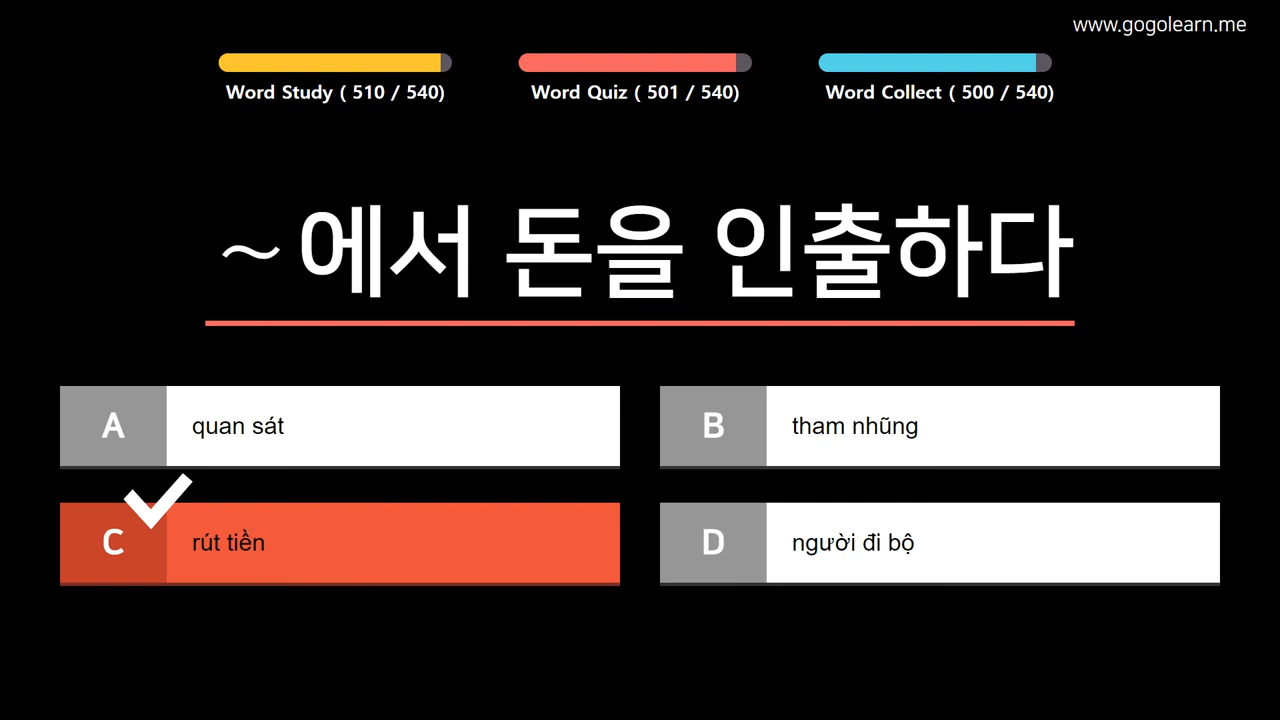 www.gogolearn.me
Word Study ( 510 / 540)
Word Quiz ( 501 / 540)
Word Collect ( 500 / 540)
~에서 돈을 인출하다
A quan sát
B tham nhũng
C rút tiền
D người đi bộ